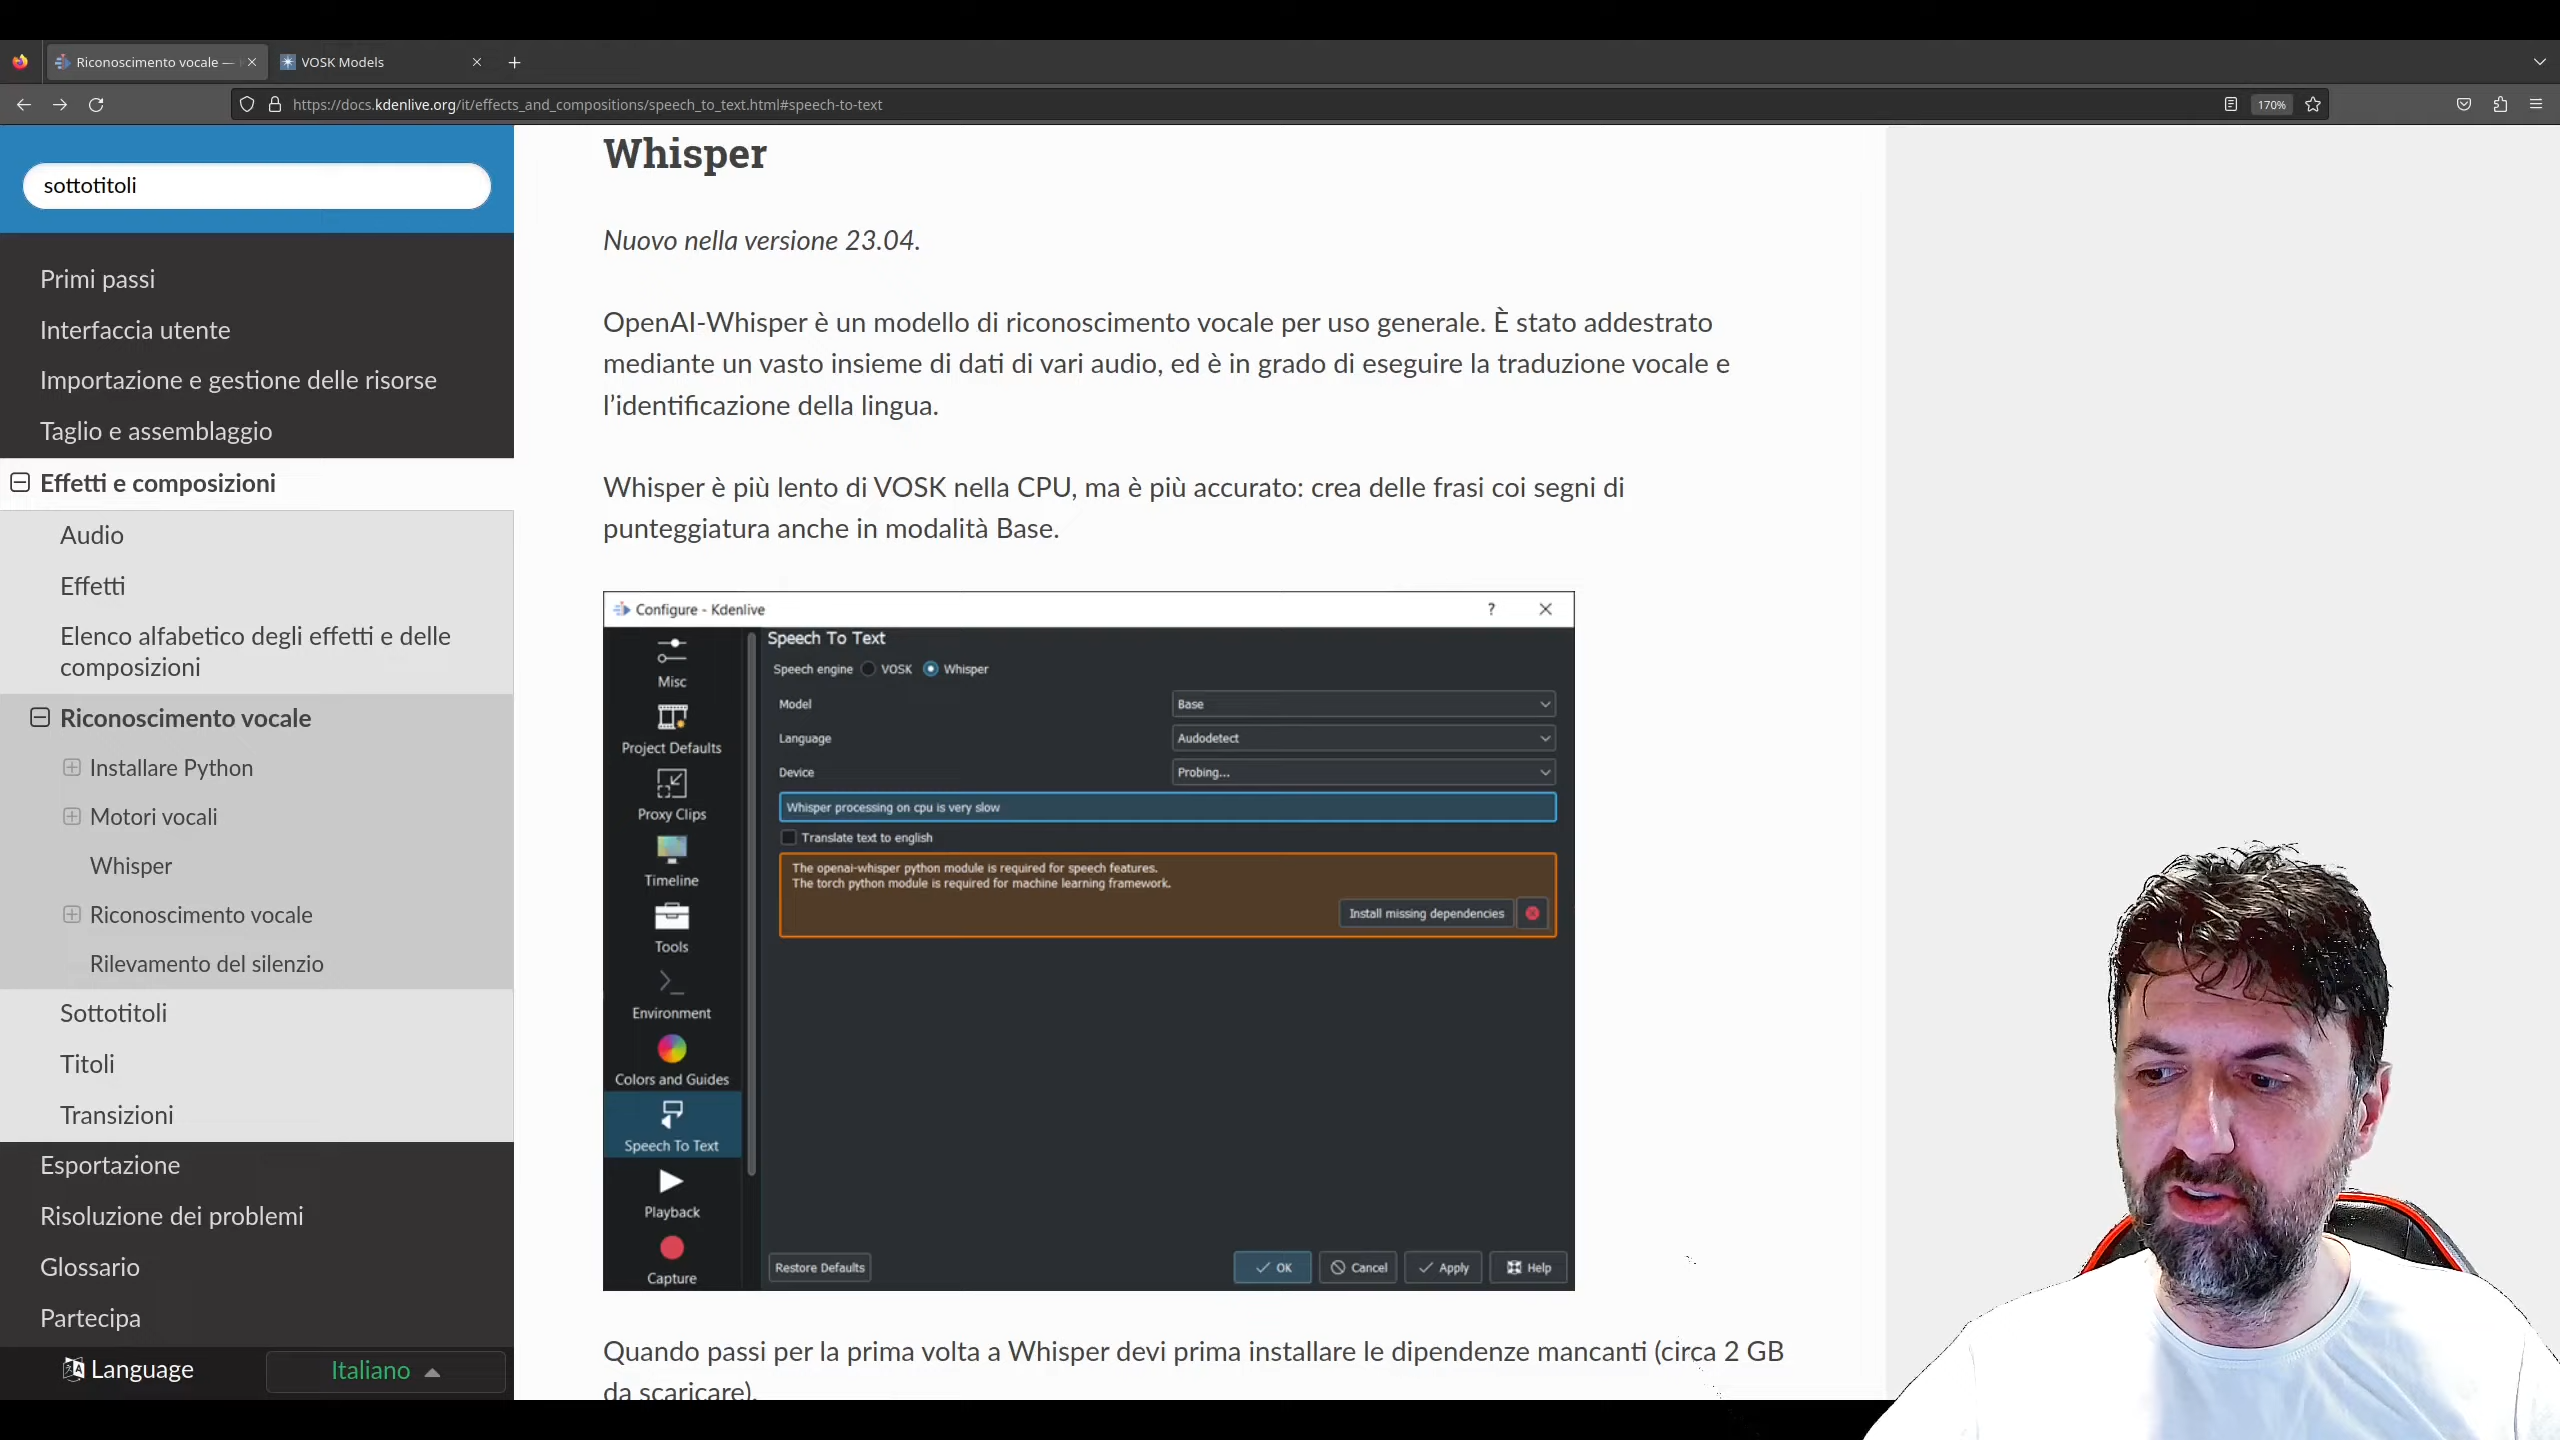 Riconoscimento vocale —
VOSK Models
https://docs.kdenlive.org/it/effects_and_compositions/speech_to_text.html#speech-to-text
170%
sottotitoli
Primi passi
Interfaccia utente
Importazione e gestione delle risorse
Taglio e assemblaggio
Effetti e composizioni
Audio
Effetti
Elenco alfabetico degli effetti e delle
composizioni
Riconoscimento vocale
Installare Python
Motori vocali
Whisper
Riconoscimento vocale
Rilevamento del silenzio
Sottotitoli
Titoli
Transizioni
Esportazione
Risoluzione dei problemi
Glossario
Partecipa
Language
Italiano
Whisper
Nuovo nella versione 23.04.
OpenAI-Whisper è un modello di riconoscimento vocale per uso generale. È stato addestrato
mediante un vasto insieme di dati di vari audio, ed è in grado di eseguire la traduzione vocale e
l’identificazione della lingua.
Whisper è più lento di VOSK nella CPU, ma è più accurato: crea delle frasi coi segni di
punteggiatura anche in modalità Base.
Configure - Kdenlive
?
Misc
Project Defaults
Proxy Clips
Timeline
Tools
Environment
Colors and Guides
Speech To Text
Playback
Capture
Speech To Text
Speech engine VOSK Whisper
Model Base
Language Audodetect
Device Probing...
Whisper processing on cpu is very slow
Translate text to english
The openai-whisper python module is required for speech features.
The torch python module is required for machine learning framework.
Install missing dependencies
Restore Defaults
OK
Cancel
Apply
Help
Quando passi per la prima volta a Whisper devi prima installare le dipendenze mancanti (circa 2 GB
da scaricare).